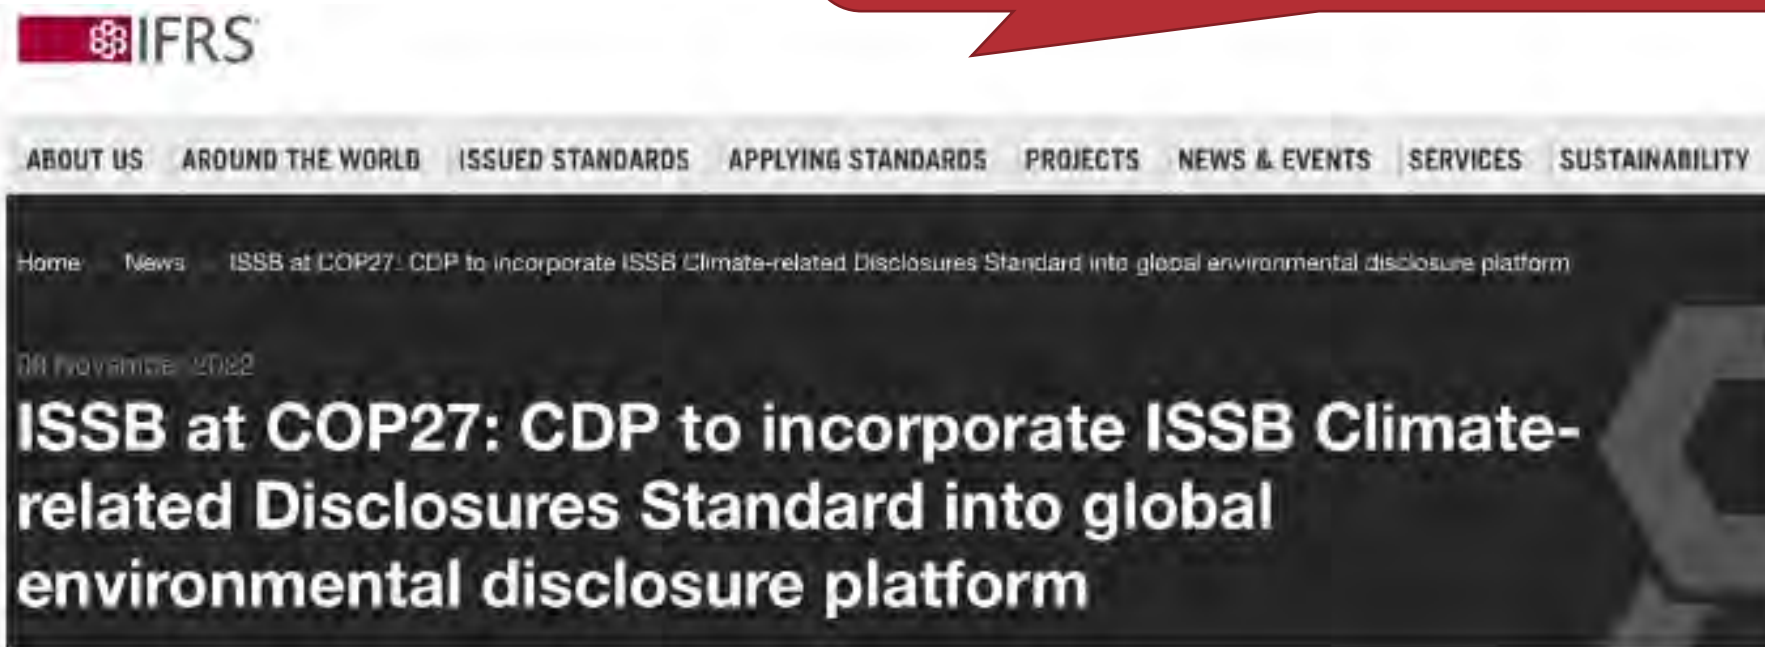 IFRS
ABOUT US AROUND THE WORLD ISSUED STANDARDS APPLYING STANDARDS PROJECTS NEWS & EVENTS SERVICES SUSTAINABILITY
Home News ISSB at COP27: CDP to incorporate ISSB Climate-related Disclosures Standard into global environmental disclosure platform
November 2022
ISSB at COP27: CDP to incorporate ISSB Climate-
related Disclosures Standard into global
environmental disclosure platform